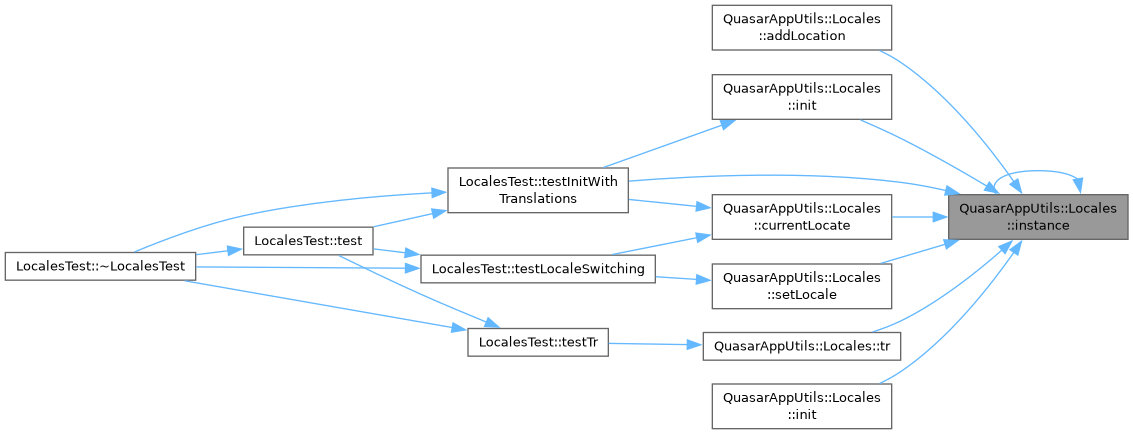 QuasarAppUtils::Locales
::addLocation
QuasarAppUtils::Locales
::init
LocalesTest::testInitWith
Translations
QuasarAppUtils::Locales
::currentLocate
QuasarAppUtils::Locales
::instance
LocalesTest::test
LocalesTest::~LocalesTest
LocalesTest::testLocaleSwitching
QuasarAppUtils::Locales
::setLocale
LocalesTest::testTr
QuasarAppUtils::Locales::tr
QuasarAppUtils::Locales
::init